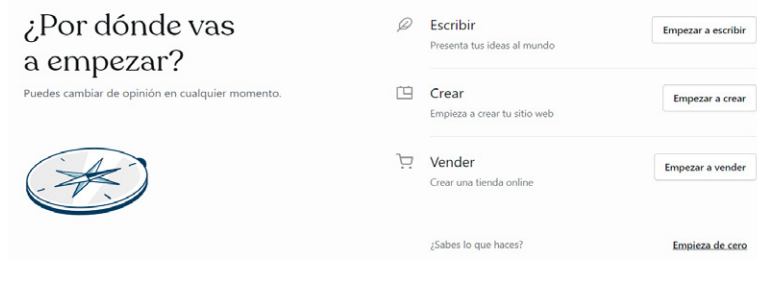 ¿Por dónde vas
a empezar?
Puedes cambiar de opinión en cualquier momento.
Escribir
Presenta tus ideas al mundo
Empezar a escribir
Crear
Empieza a crear tu sitio web
Empezar a crear
Vender
Crear una tienda online
Empezar a vender
¿Sabes lo que haces?
Empieza de cero